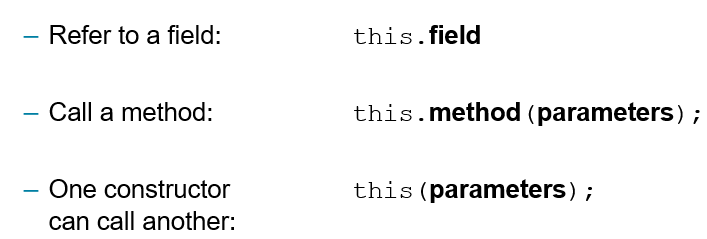 – Refer to a field: this.field
– Call a method: this.method(parameters);
– One constructor this(parameters);
can call another: